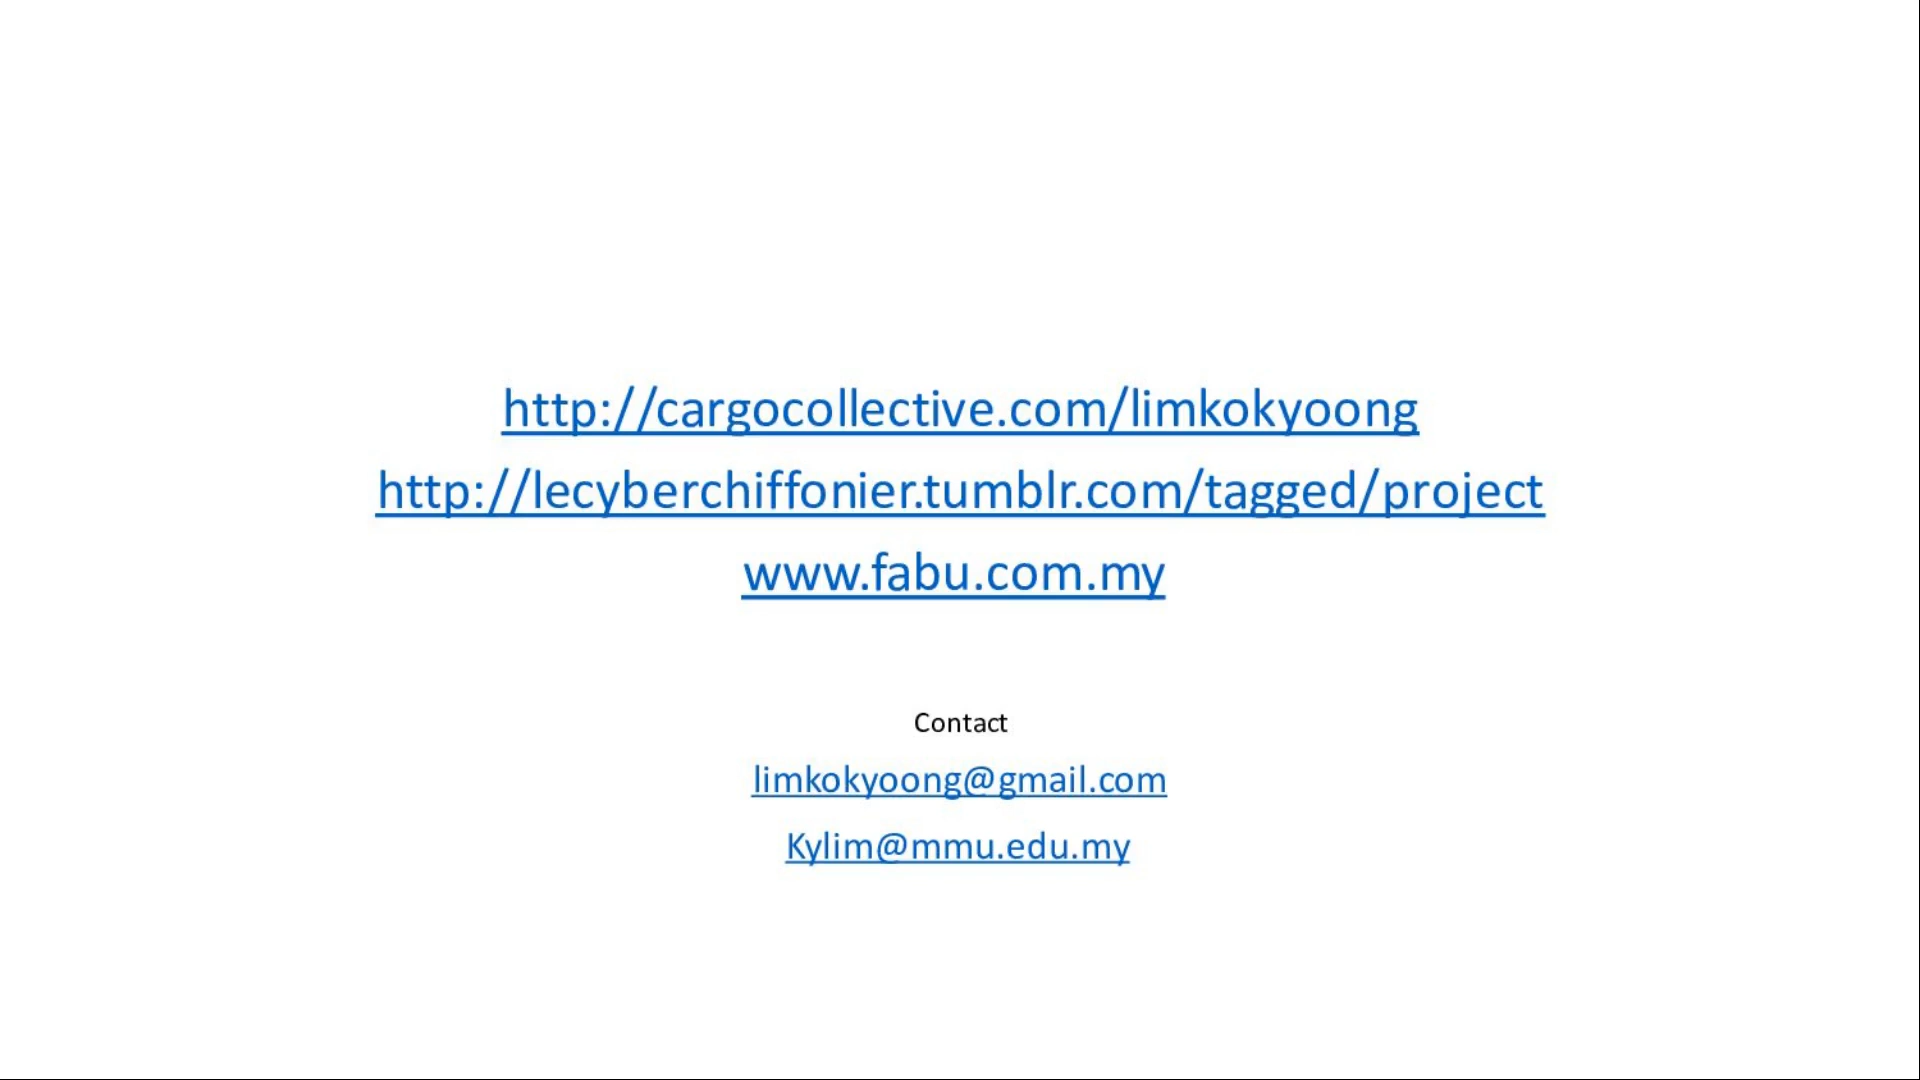 http://cargocollective.com/limkokyoong
http://lecyberchiffonier.tumblr.com/tagged/project
www.fabu.com.my
Contact
limkokyoong@gmail.com
Kylim@mmu.edu.my